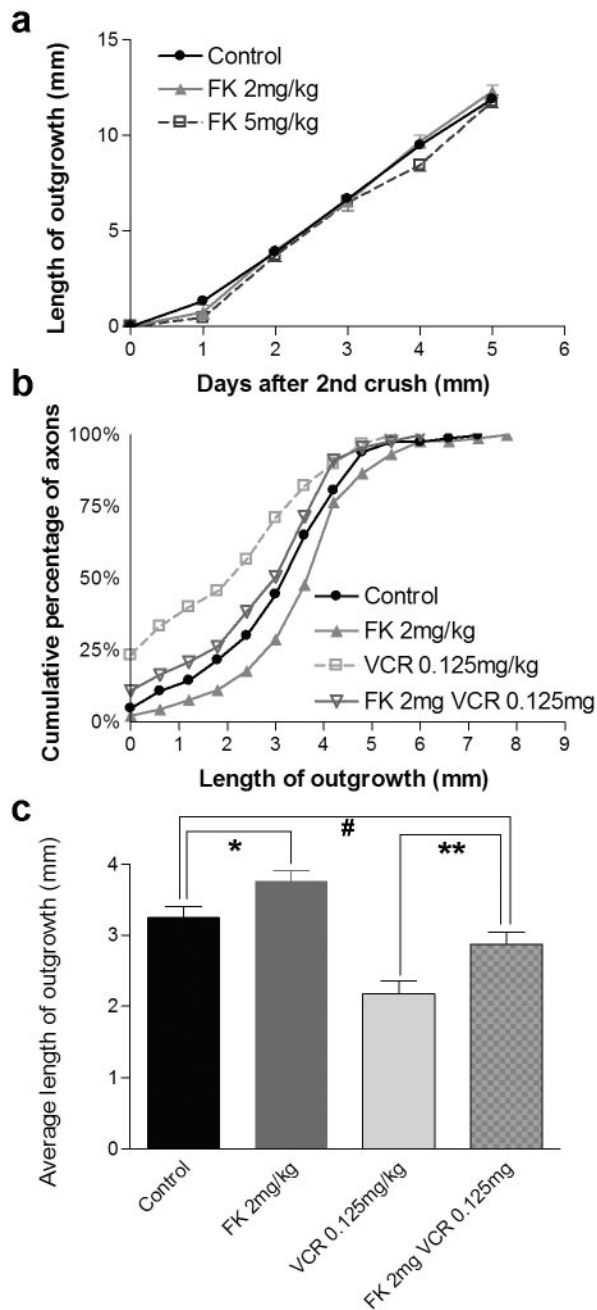 a
Length of outgrowth (mm)
15
10
5
0
Control
FK 2mg/kg
FK 5mg/kg
0 1 2 3 4 5 6
Days after 2nd crush (mm)
b
Cumulative percentage of axons
100%
75%
50%
25%
0%
Control
FK 2mg/kg
VCR 0.125mg/kg
FK 2mg VCR 0.125mg
0 1 2 3 4 5 6 7 8 9
Length of outgrowth (mm)
c
Average length of outgrowth (mm)
4
3
2
1
0
#
*
**
Control
FK 2mg/kg
VCR 0.125mg/kg
FK 2mg VCR 0.125mg